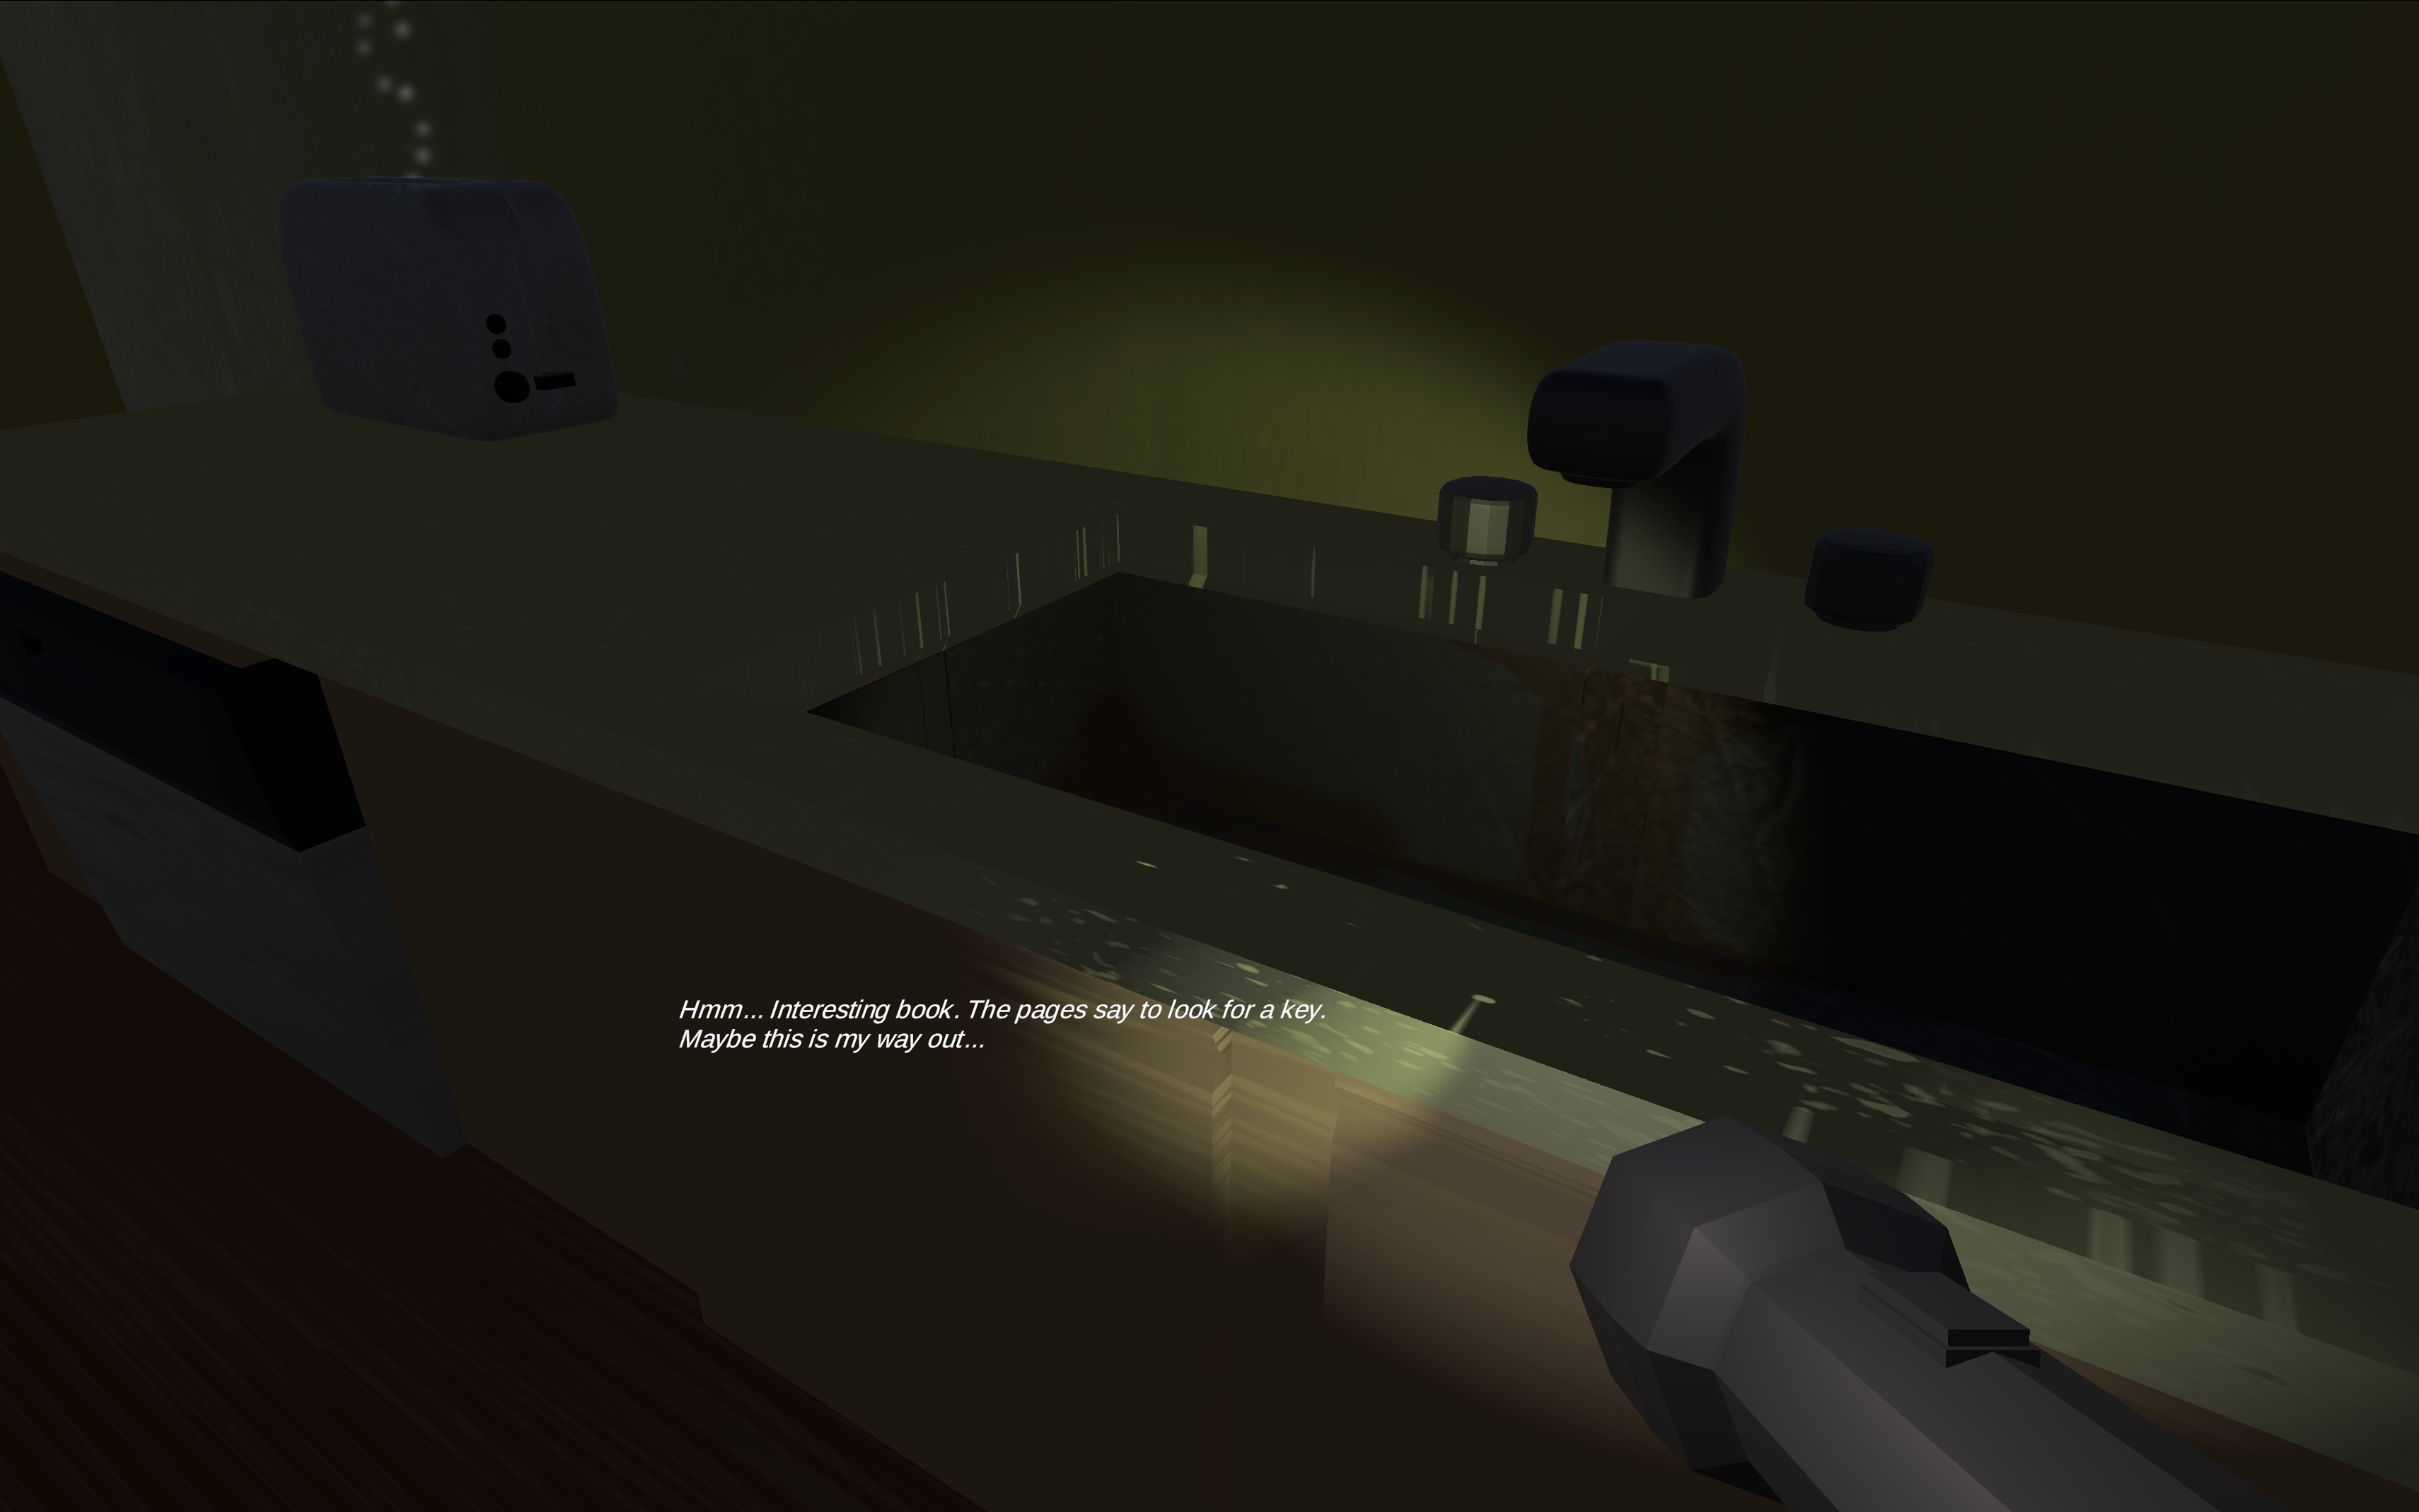 Hmm... Interesting book. The pages say to look for a key.
Maybe this is my way out...